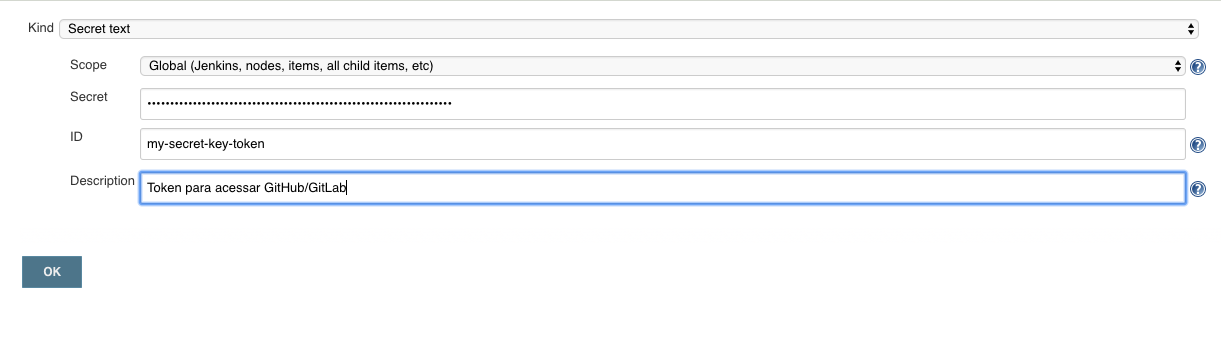 Kind Secret text
Scope Global (Jenkins, nodes, items, all child items, etc)
Secret
ID my-secret-key-token
Description Token para acessar GitHub/GitLab
OK